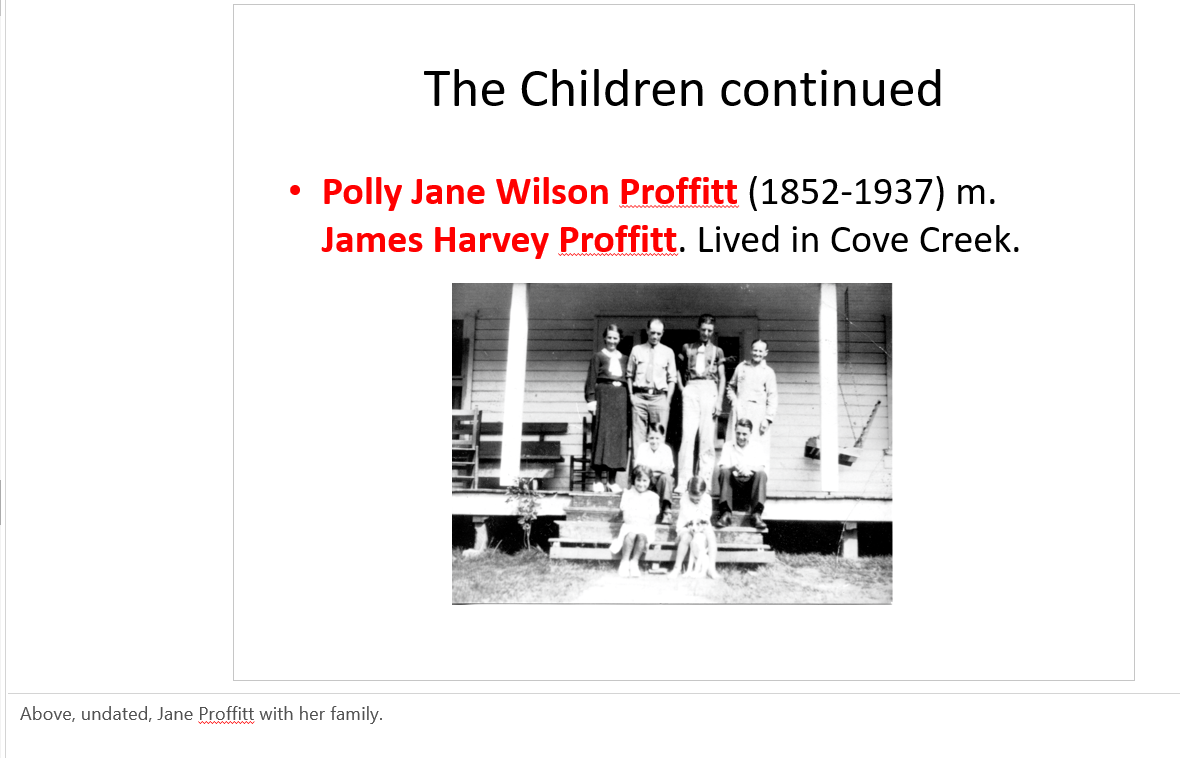 The Children continued
• Polly Jane Wilson Proffitt (1852-1937) m.
James Harvey Proffitt. Lived in Cove Creek.
Above, undated, Jane Proffitt with her family.